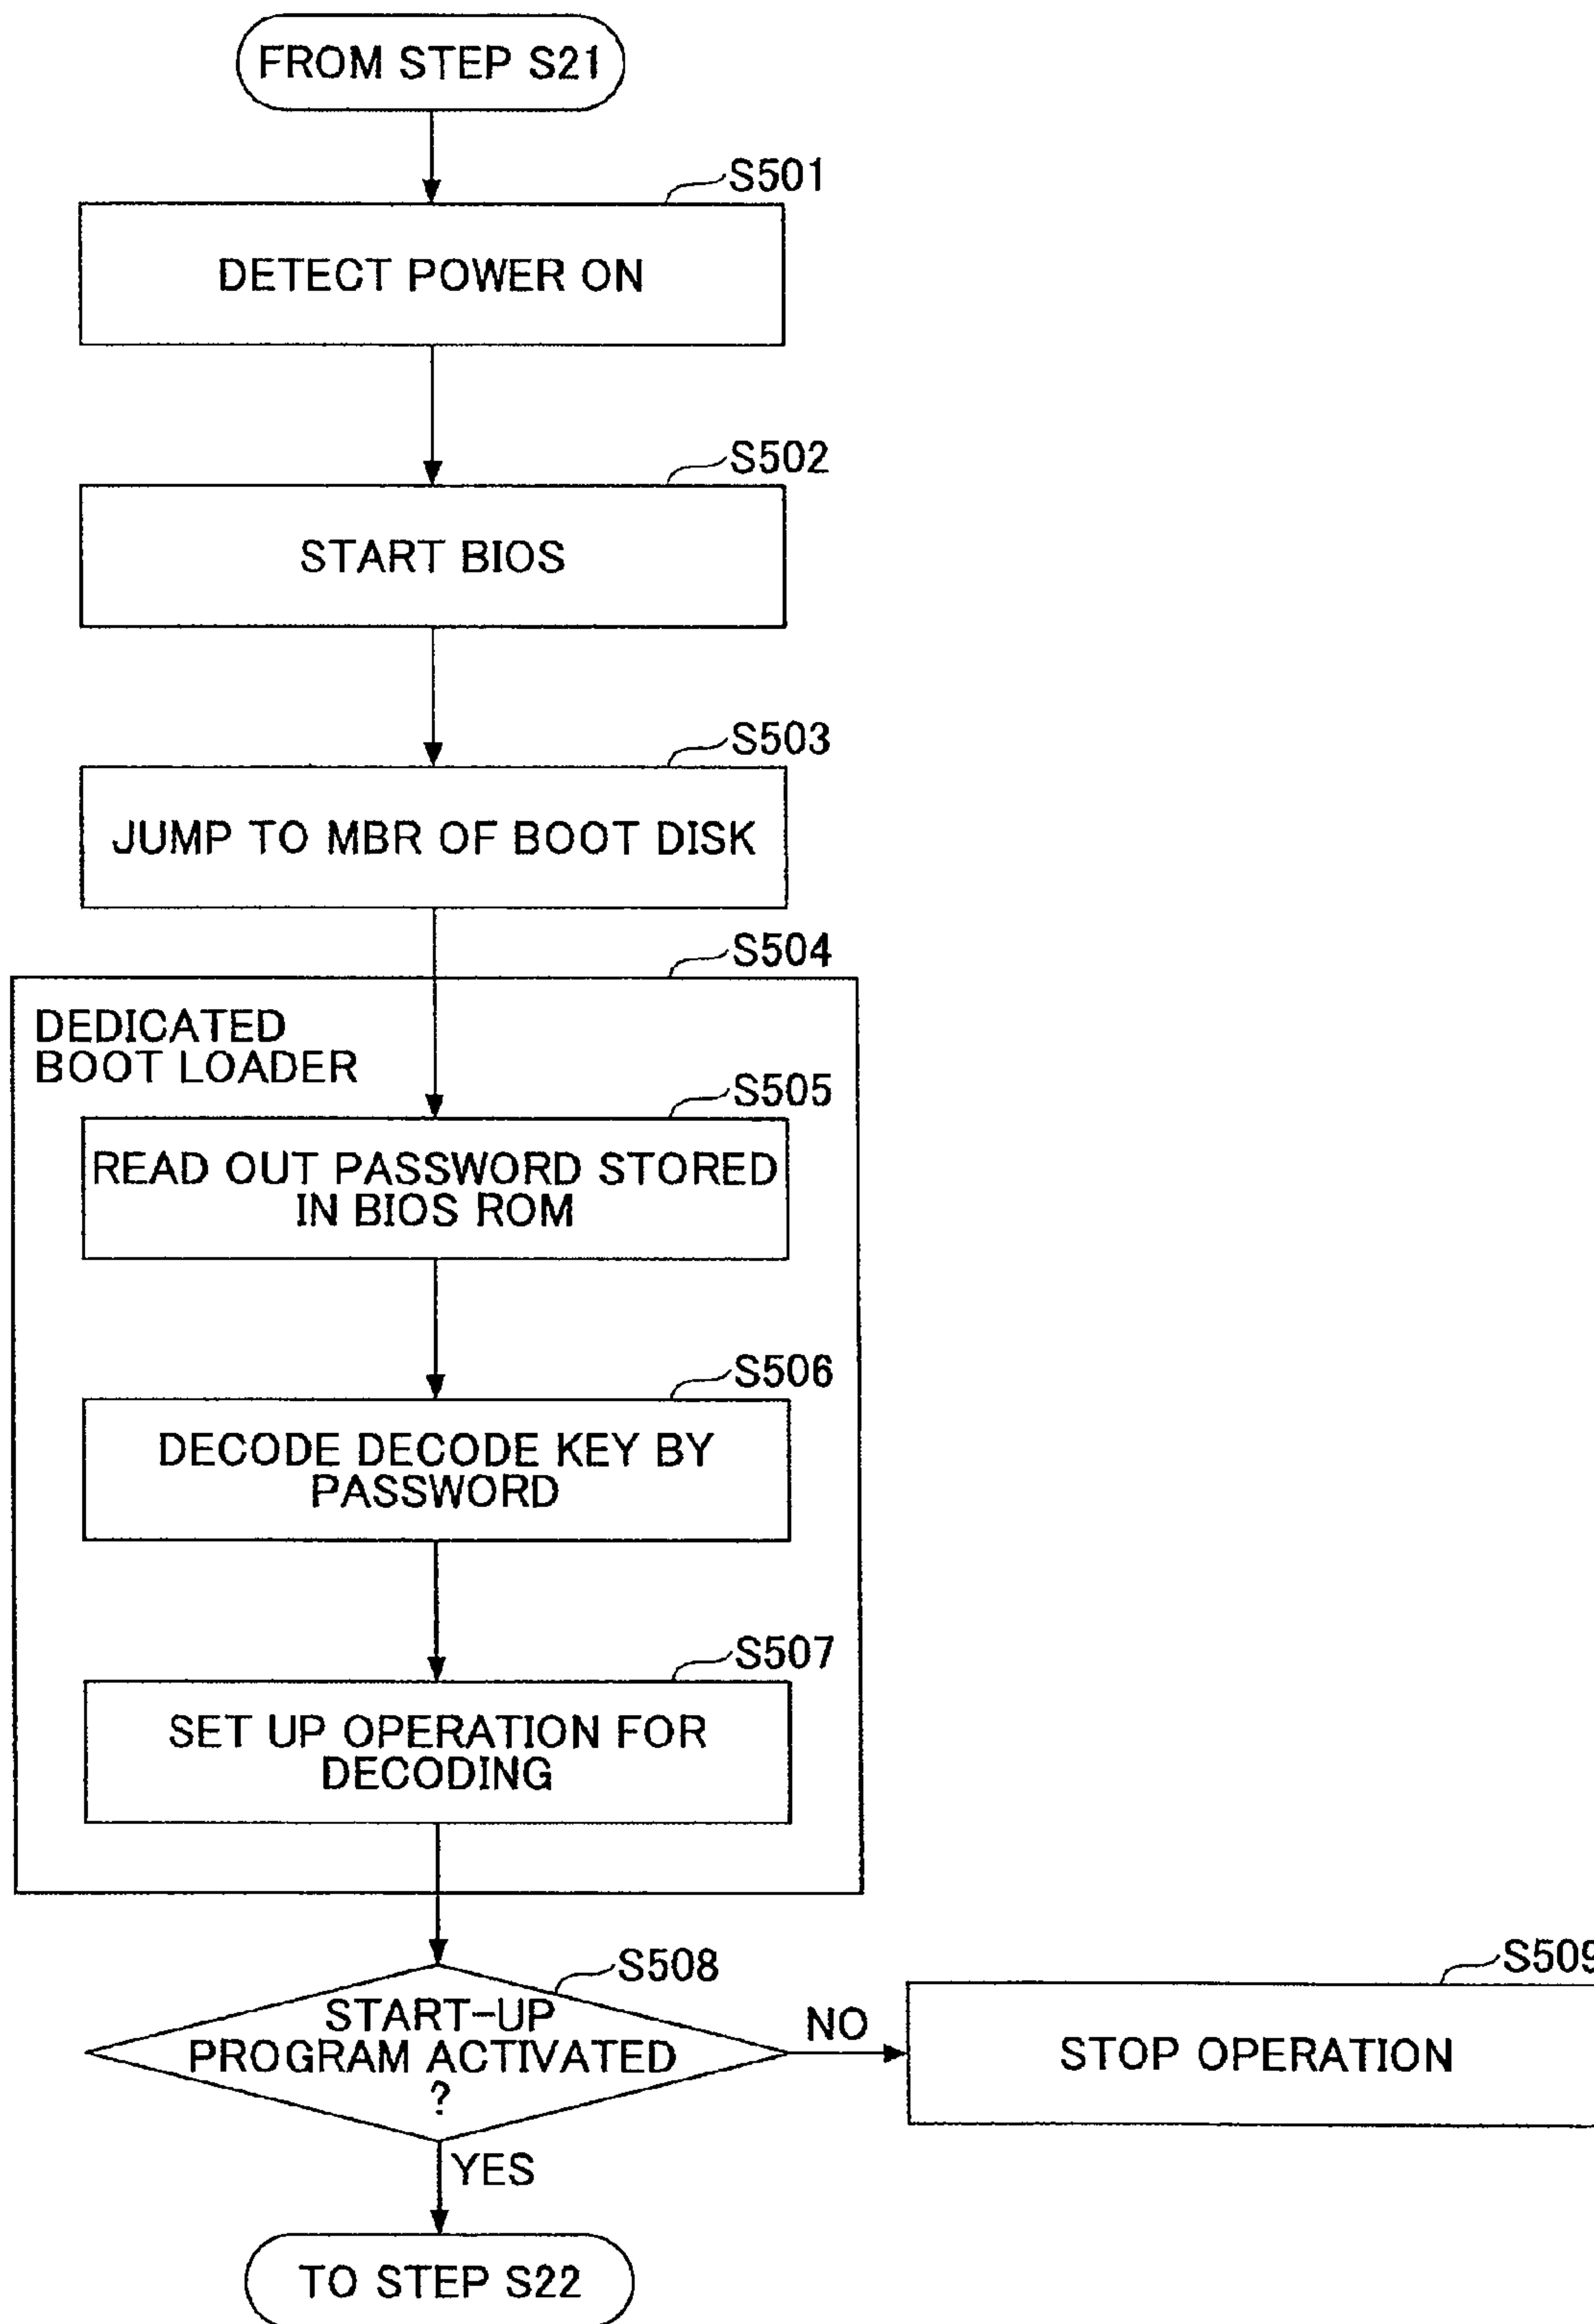 FROM STEP S21
S501
DETECT POWER ON
S502
START BIOS
S503
JUMP TO MBR OF BOOT DISK
S504
DEDICATED
BOOT LOADER
S505
READ OUT PASSWORD STORED
IN BIOS ROM
S506
DECODE DECODE KEY BY
PASSWORD
S507
SET UP OPERATION FOR
DECODING
S508
START-UP
PROGRAM ACTIVATED
?
NO
S509
STOP OPERATION
YES
TO STEP S22